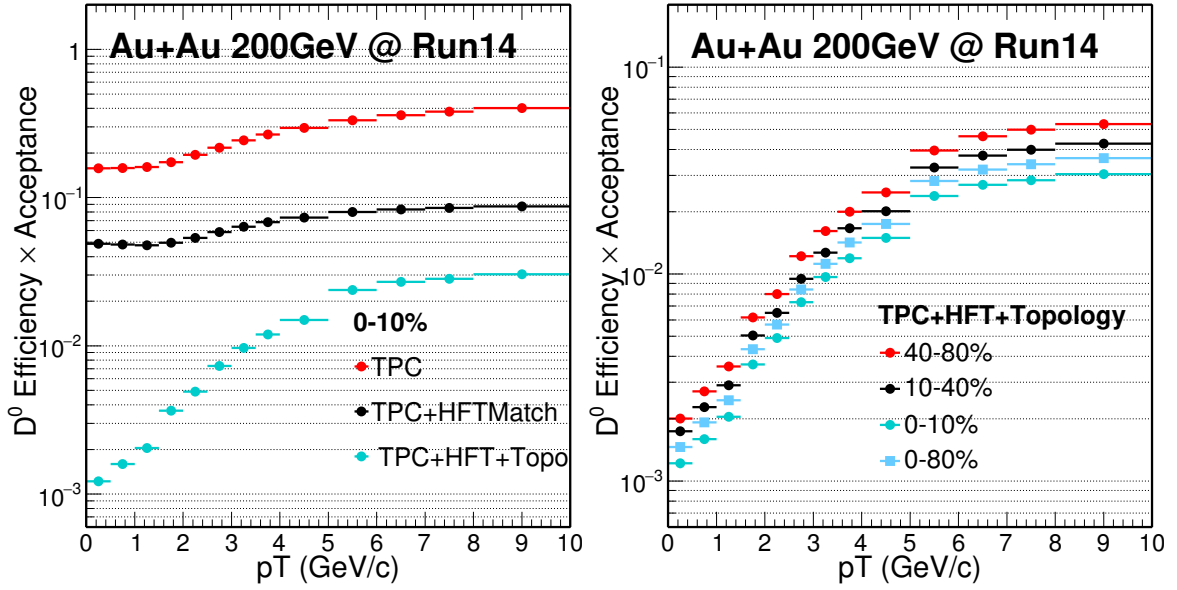 Au+Au 200GeV @ Run14
D⁰ Efficiency × Acceptance
1
10⁻¹
10⁻²
10⁻³
0-10%
TPC
TPC+HFTMatch
TPC+HFT+Topo
0 1 2 3 4 5 6 7 8 9 10
pT (GeV/c)
Au+Au 200GeV @ Run14
D⁰ Efficiency × Acceptance
10⁻¹
10⁻²
10⁻³
TPC+HFT+Topology
40-80%
10-40%
0-10%
0-80%
0 1 2 3 4 5 6 7 8 9 10
pT (GeV/c)